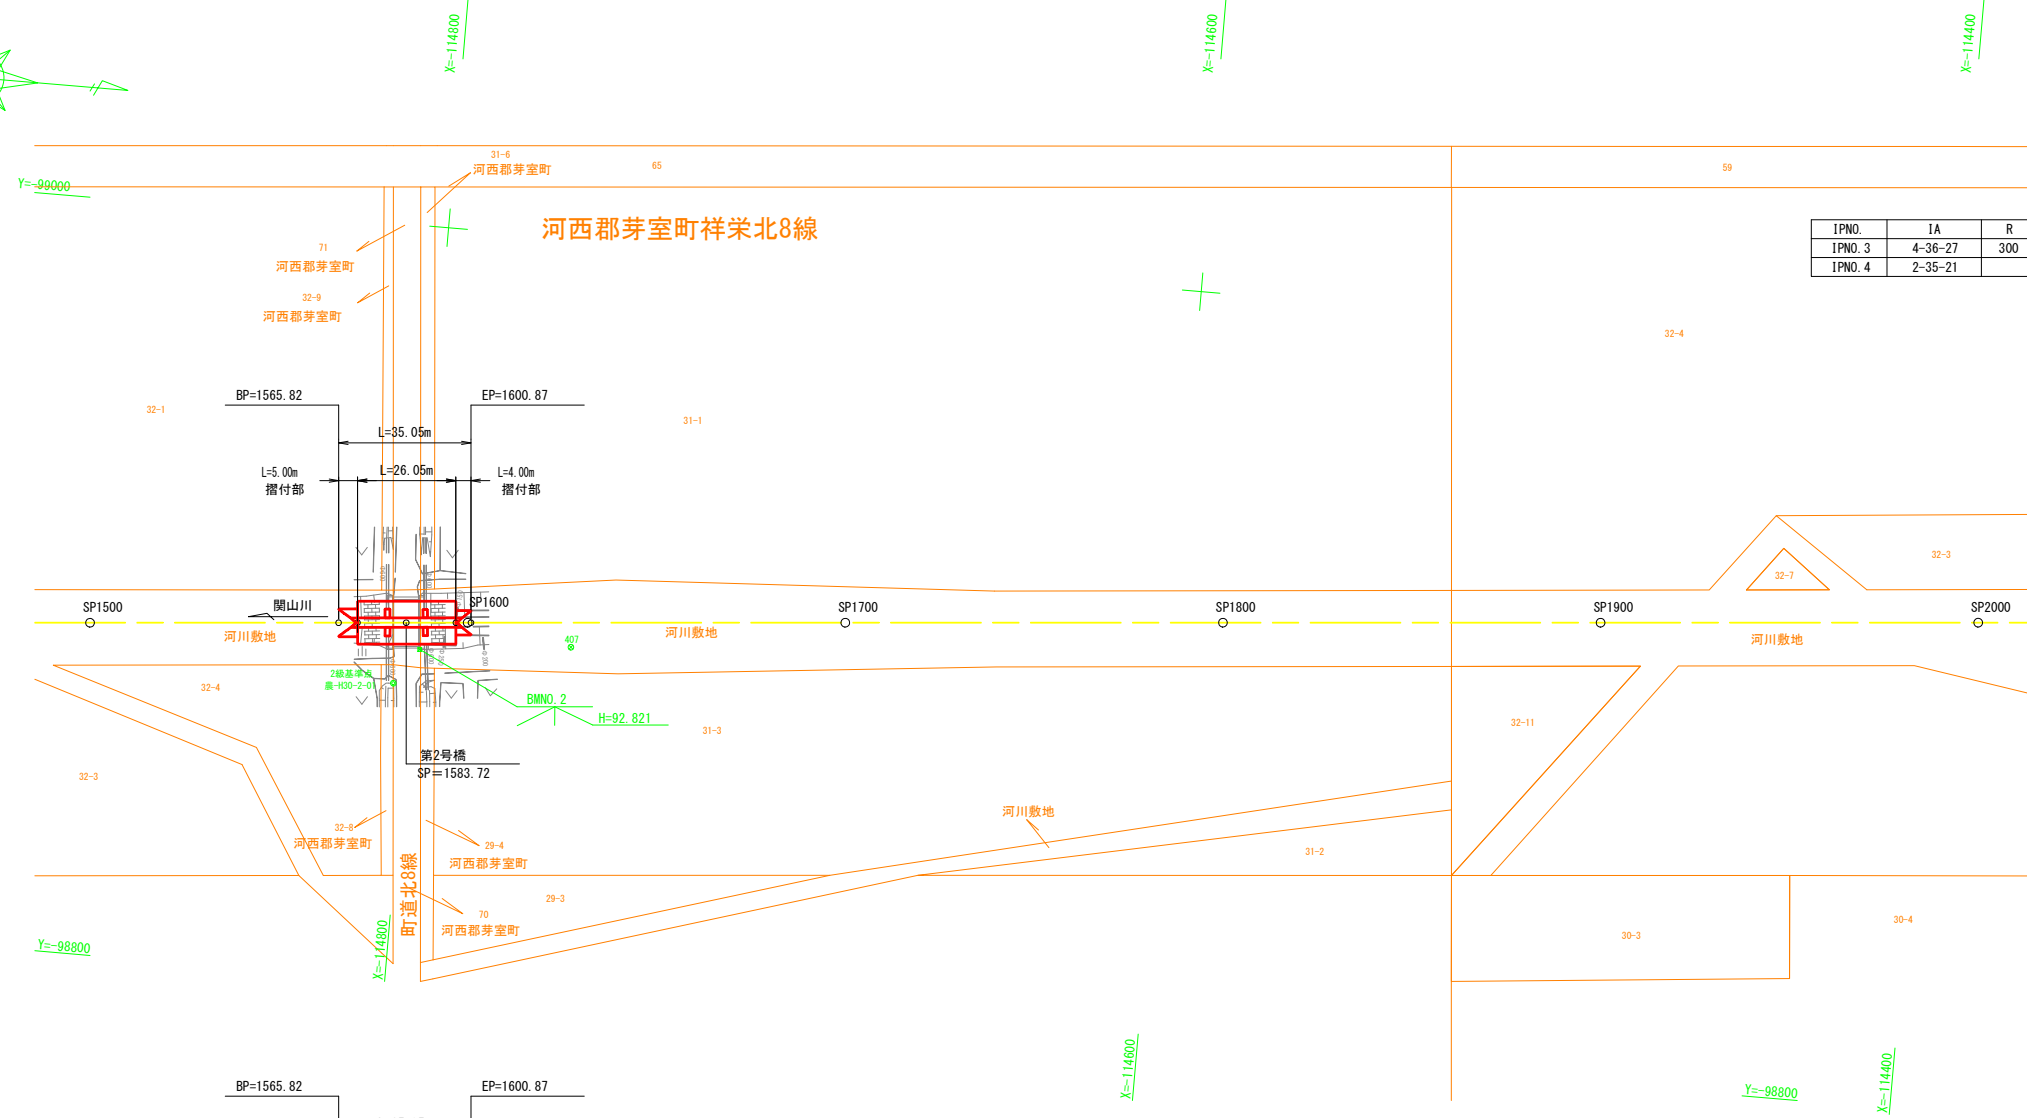 X=-114800
X=-114600
X=-114400
Y=-99000
31-6
河西郡芽室町
65
59
河西郡芽室町祥栄北8線
71
河西郡芽室町
32-9
河西郡芽室町
IPNO. IA R
IPNO.3 4-36-27 300
IPNO.4 2-35-21
32-4
32-1
31-1
BP=1565.82
EP=1600.87
L=35.05m
L=5.00m
摺付部
L=26.05m
L=4.00m
摺付部
32-3
32-7
SP1500
関山川
SP1600
SP1700
SP1800
SP1900
SP2000
河川敷地
河川敷地
河川敷地
407
2級基準点
農-H30-2-01
32-4
BMNO.2
H=92.821
31-3
32-11
第2号橋
SP=1583.72
32-3
河川敷地
32-8
河西郡芽室町
29-4
河西郡芽室町
31-2
町道北8線
29-3
70
河西郡芽室町
30-3
30-4
X=-114800
Y=-98800
X=-114600
X=-114400
Y=-98800
BP=1565.82
EP=1600.87